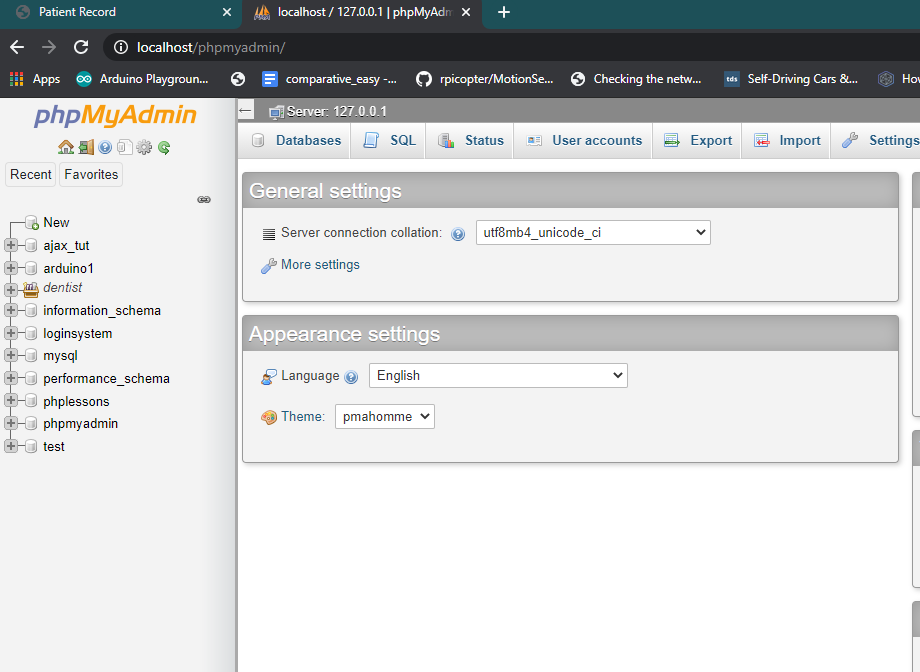 Patient Record
localhost / 127.0.0.1 | phpMyAdm
localhost/phpmyadmin/
Apps
Arduino Playgroun...
comparative_easy -...
rpicopter/MotionSe...
Checking the netw...
tds
Self-Driving Cars &...
How
phpMyAdmin
Recent
Favorites
New
ajax_tut
arduino1
dentist
information_schema
loginsystem
mysql
performance_schema
phplessons
phpmyadmin
test
Server: 127.0.0.1
Databases
SQL
Status
User accounts
Export
Import
Settings
General settings
Server connection collation:
utf8mb4_unicode_ci
More settings
Appearance settings
Language
English
Theme:
pmahomme